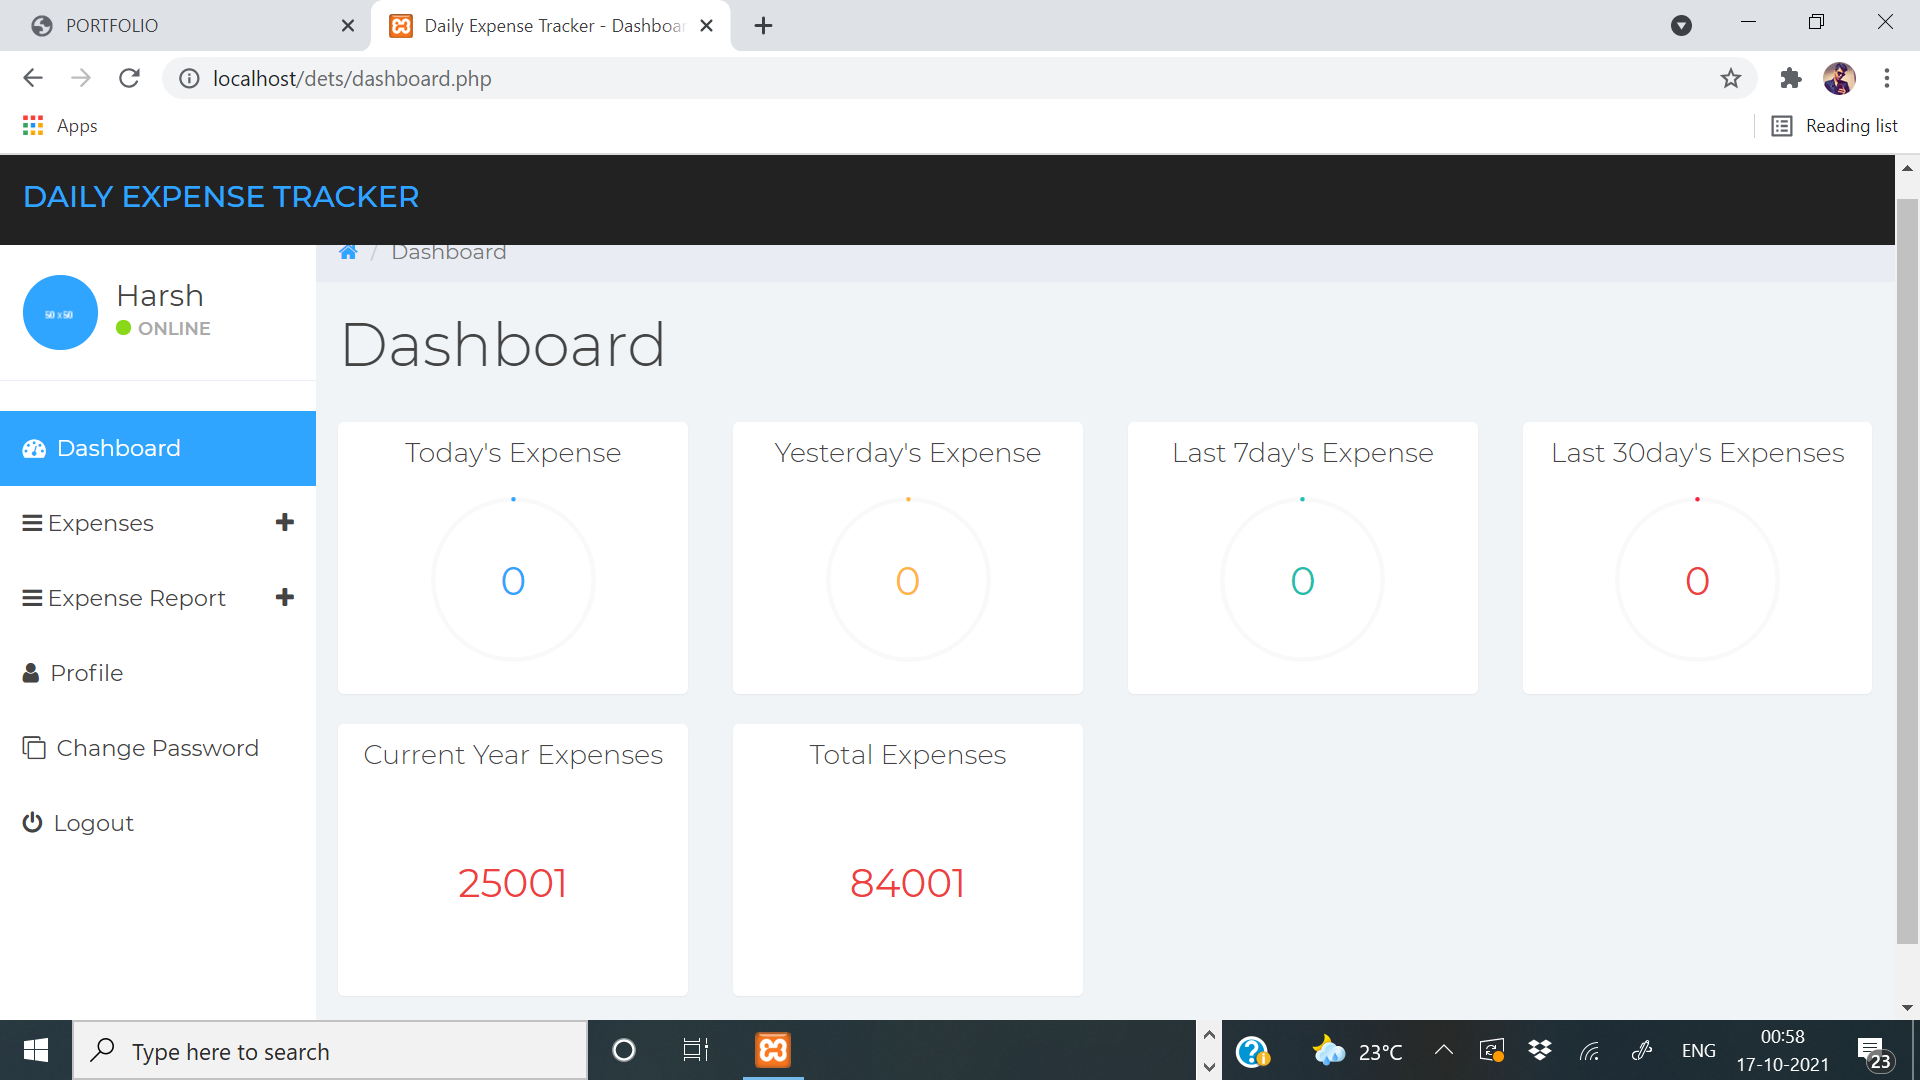 PORTFOLIO
Daily Expense Tracker - Dashboar
localhost/dets/dashboard.php
Apps
Reading list
DAILY EXPENSE TRACKER
/ Dashboard
50 x 50
Harsh
ONLINE
Dashboard
Dashboard
Expenses
Expense Report
Profile
Change Password
Logout
Today's Expense
0
Yesterday's Expense
0
Last 7day's Expense
0
Last 30day's Expenses
0
Current Year Expenses
25001
Total Expenses
84001
Type here to search
23°C
ENG
00:58
17-10-2021
23